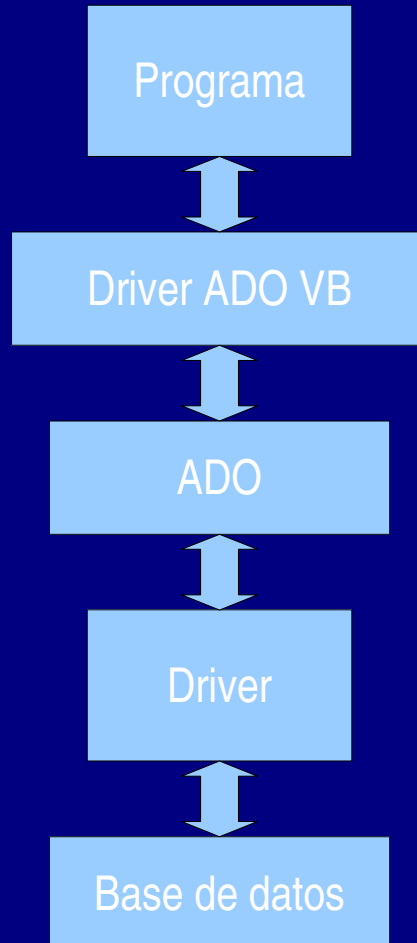 Programa
Driver ADO VB
ADO
Driver
Base de datos